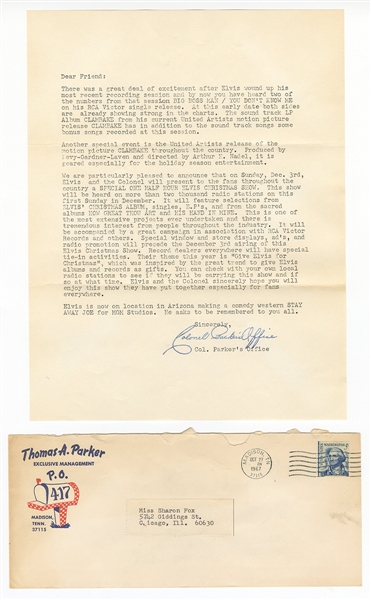 Dear Friend:
There was a great deal of excitement after Elvis wound up his
most recent recording session and by now you have heard two of
the numbers from that session BIG BOSS MAN / YOU DON'T KNOW ME
on his RCA Victor single release. At this early date both sides
are already showing strong in the charts. The sound track LP
Album CLAMBAKE from his current United Artists motion picture
release CLAMBAKE has in addition to the sound track songs some
bonus songs recorded at this session.
Another special event is the United Artists release of the
motion picture CLAMBAKE throughout the country. Produced by
Levy-Gardner-Laven and directed by Arthur H. Nadel, it is
geared especially for the holiday season entertainment.
We are particularly pleased to announce that on Sunday, Dec. 3rd,
Elvis and the Colonel will present to the fans throughout the
country a SPECIAL ONE HALF HOUR ELVIS CHRISTMAS SHOW. This show
will be heard on more than two thousand radio stations on this
first Sunday in December. It will feature selections from
ELVIS' CHRISTMAS ALBUM, singles, E.P's, and from the sacred
albums HOW GREAT THOU ART and HIS HAND IN MINE. This is one of
the most extensive projects ever undertaken and there is
tremendous interest from people throughout the industry. It will
be accompanied by a great campaign in association with RCA Victor
Records and others. Special window and store displays, ad's, and
radio promotion will precede the December 3rd airing of this
Elvis Christmas Show. Record dealers everywhere will have special
tie-in activities. Their theme this year is "Give Elvis for
Christmas", which was inspired by the great trend to give Elvis
albums and records as gifts. You can check with your own local
radio stations to see if they will be carrying this show and if
so at what time. Elvis and the Colonel sincerely hope you will
enjoy this show they have put together especially for fans
everywhere.
Elvis is now on location in Arizona making a comedy western STAY
AWAY JOE for MGM Studios. He asks to be remembered to you all.
Sincerely,
Colonel Parker's Office
Col. Parker's Office
Thomas A. Parker
EXCLUSIVE MANAGEMENT
P.O.
417
MADISON,
TENN.
37115
MADISON, TN
OCT 27
PM
1967
Miss Sharon Fox
5742 Giddings St.
Chicago, Ill. 60630